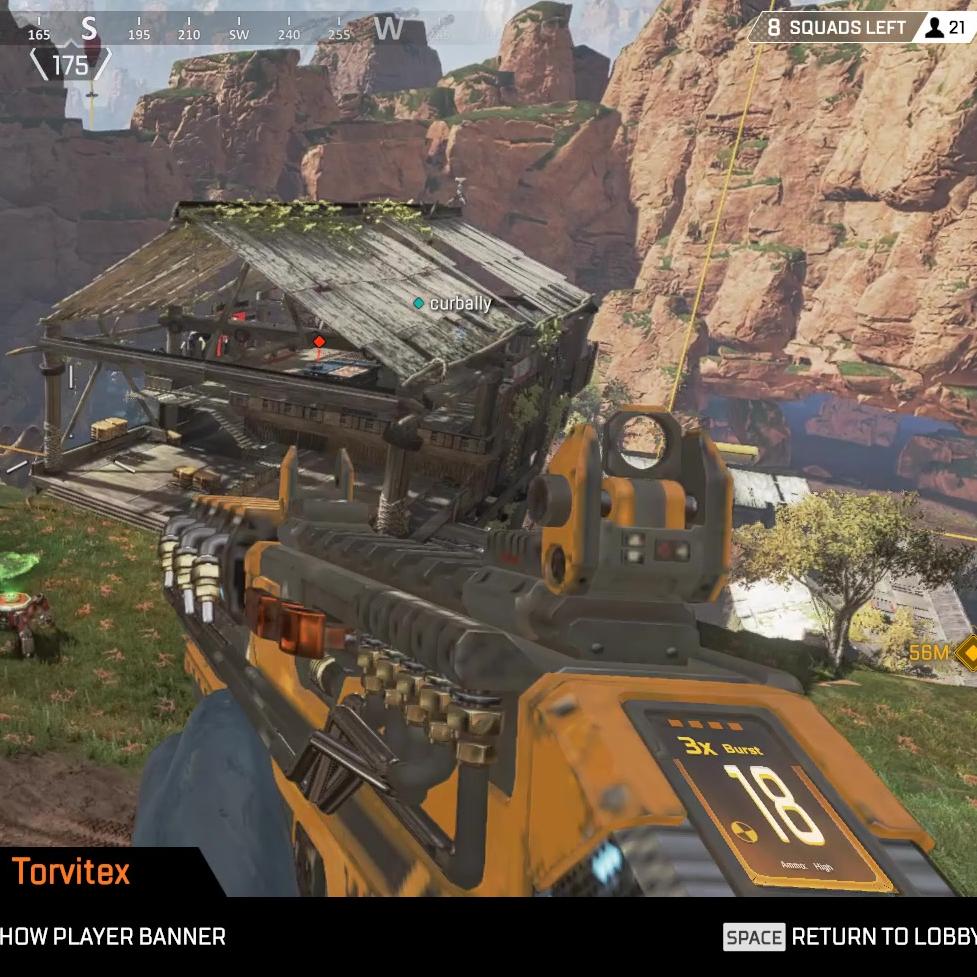 165 S 195 210 SW 240 255 W
8 SQUADS LEFT 21
175
curbally
56M
3x Burst
18
Ammo: High
Torvitex
HOW PLAYER BANNER
SPACE RETURN TO LOBBY